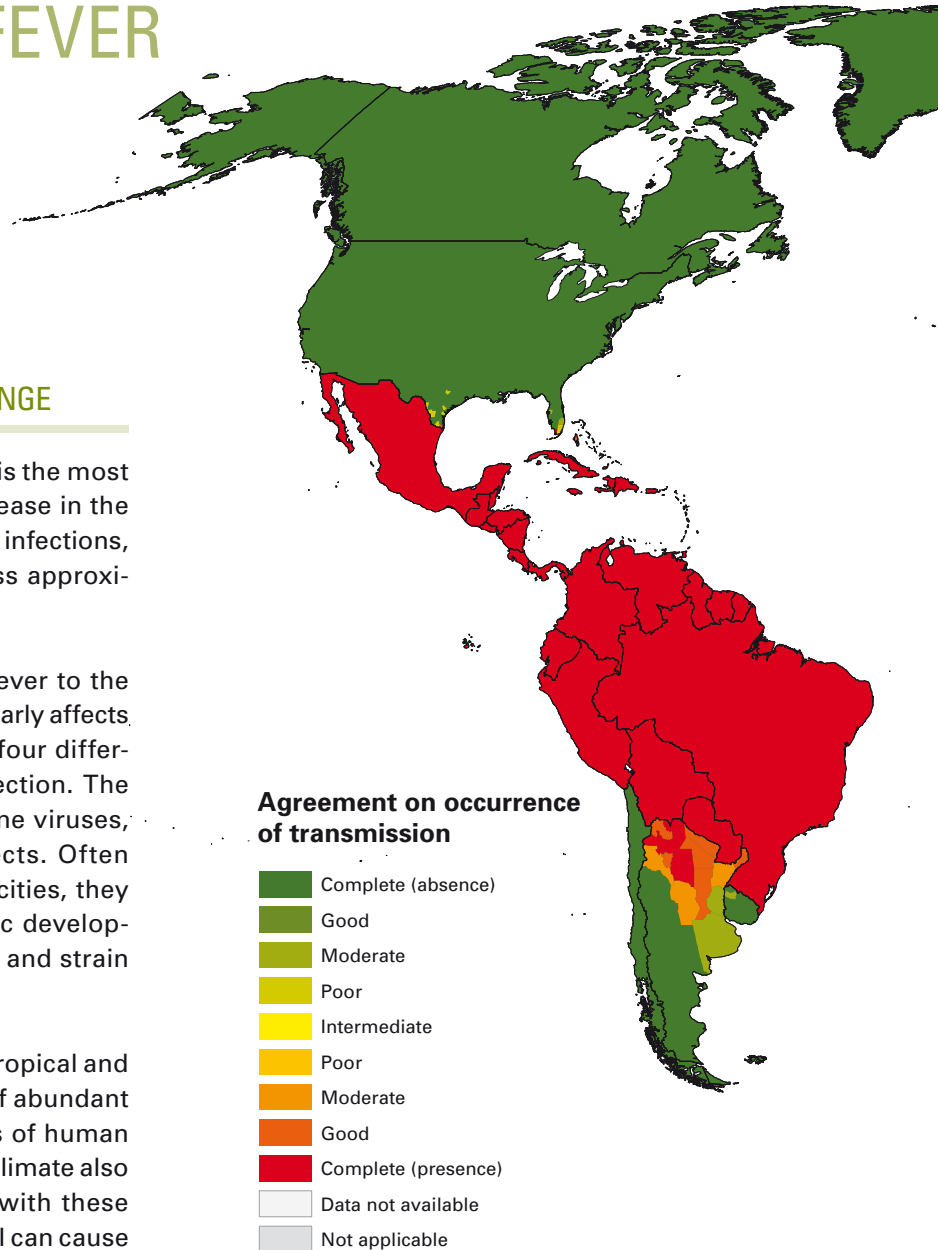 FEVER
NGE
is the most
ease in the
infections,
ss approxi-
ever to the
arly affects
four differ-
ection. The
ne viruses,
cts. Often
cities, they
c develop-
and strain
ropical and
f abundant
s of human
limate also
with these
l can cause
Agreement on occurrence
of transmission
Complete (absence)
Good
Moderate
Poor
Intermediate
Poor
Moderate
Good
Complete (presence)
Data not available
Not applicable